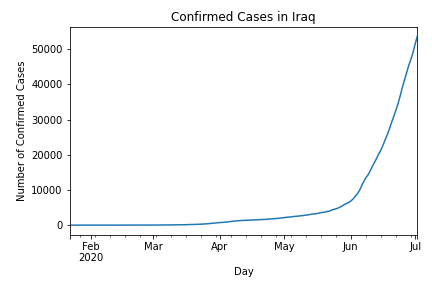 Confirmed Cases in Iraq
Number of Confirmed Cases
50000
40000
30000
20000
10000
0
Feb
2020
Mar
Apr
May
Jun
Jul
Day